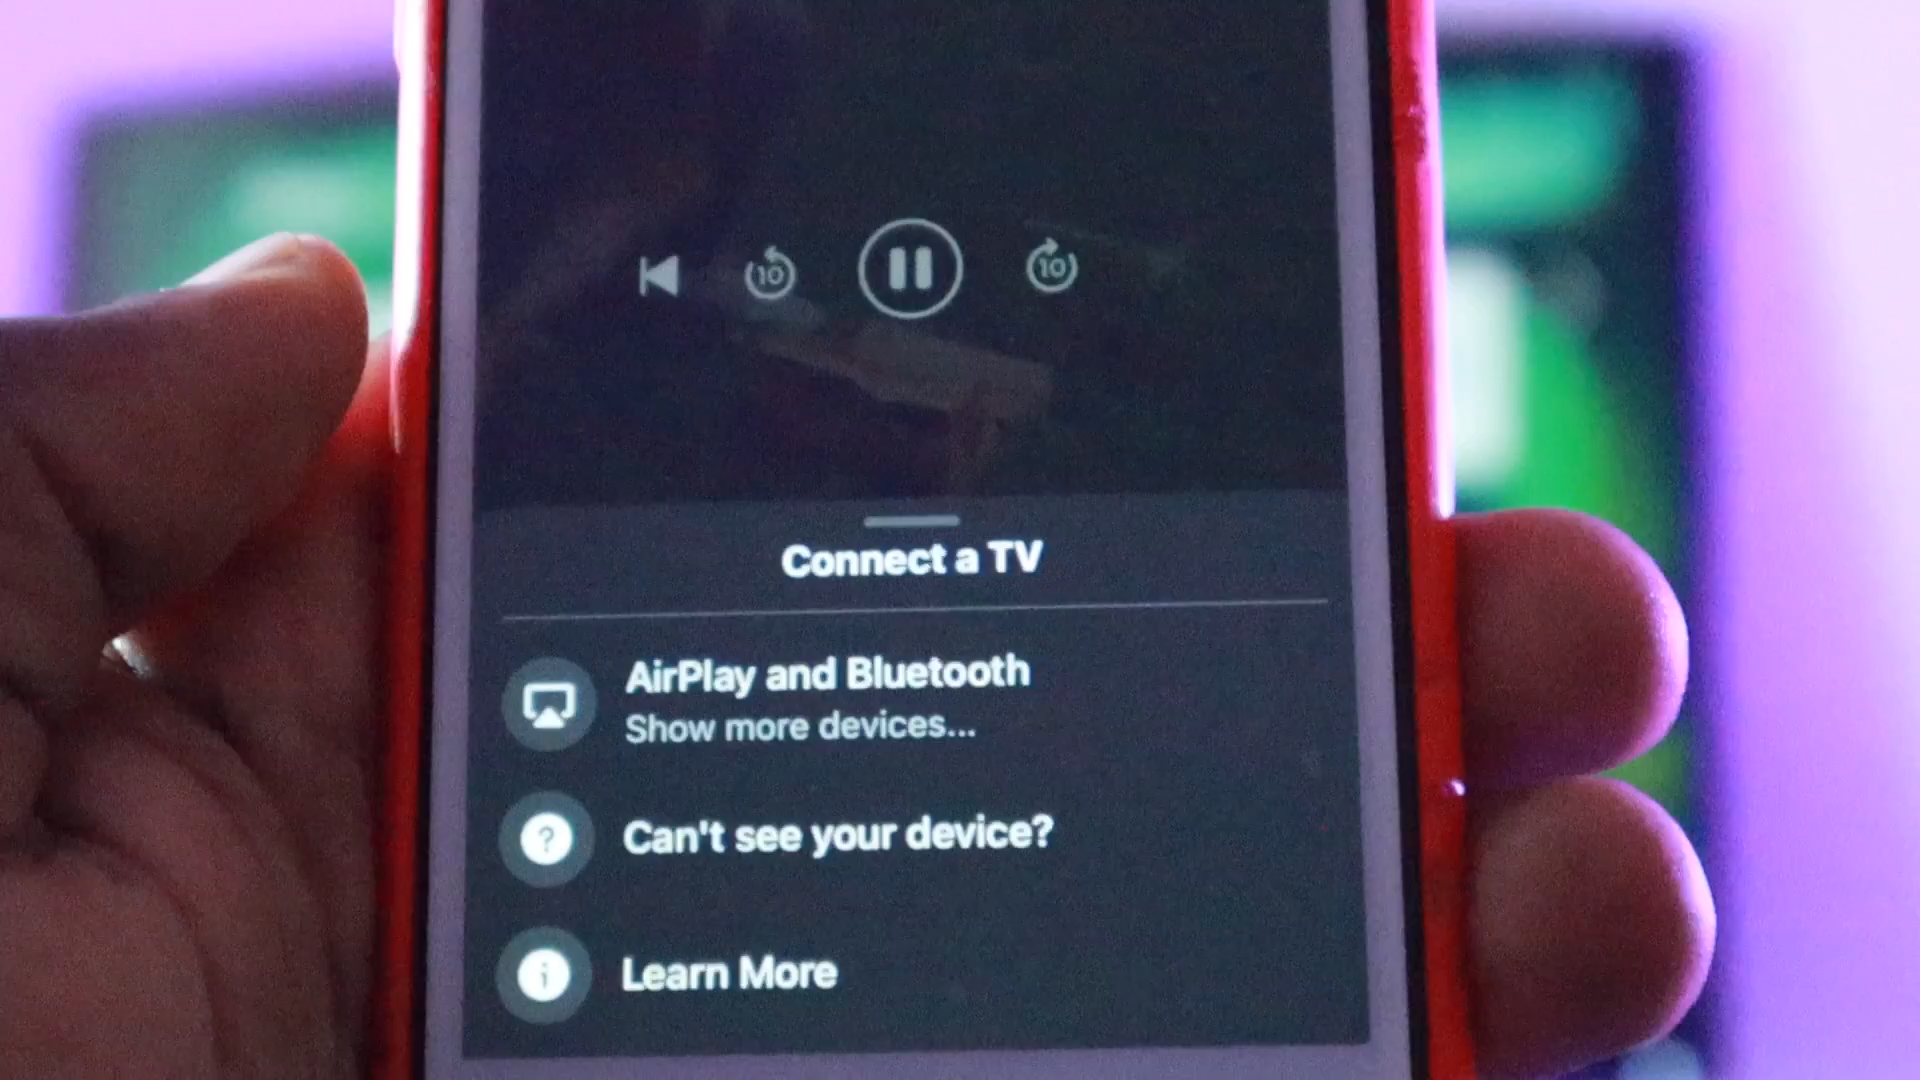 10
10
Connect a TV
AirPlay and Bluetooth
Show more devices...
Can't see your device?
Learn More